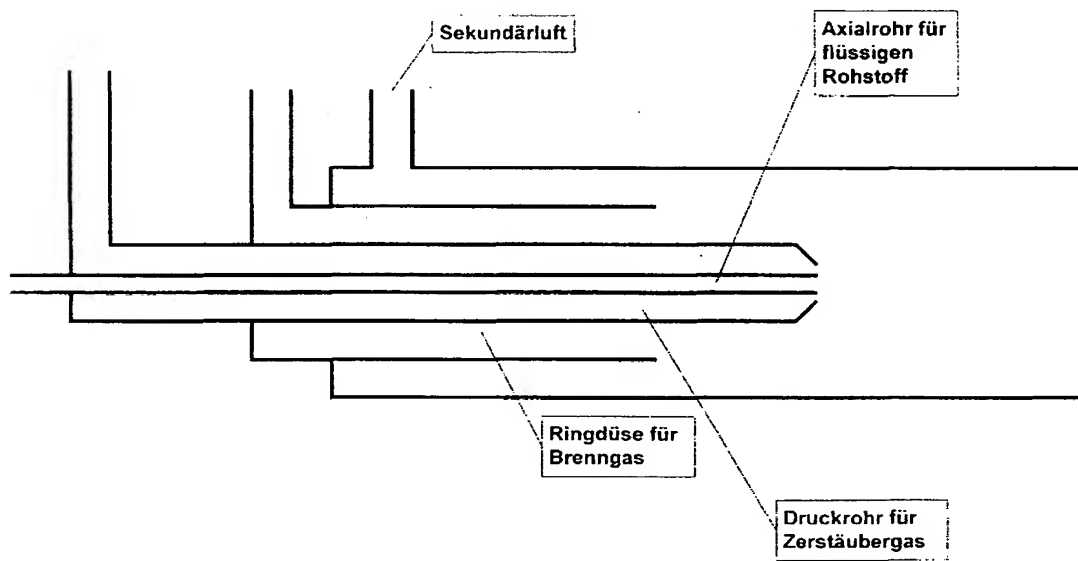 Sekundärluft
Axialrohr für
flüssigen
Rohstoff
Ringdüse für
Brenngas
Druckrohr für
Zerstäubergas